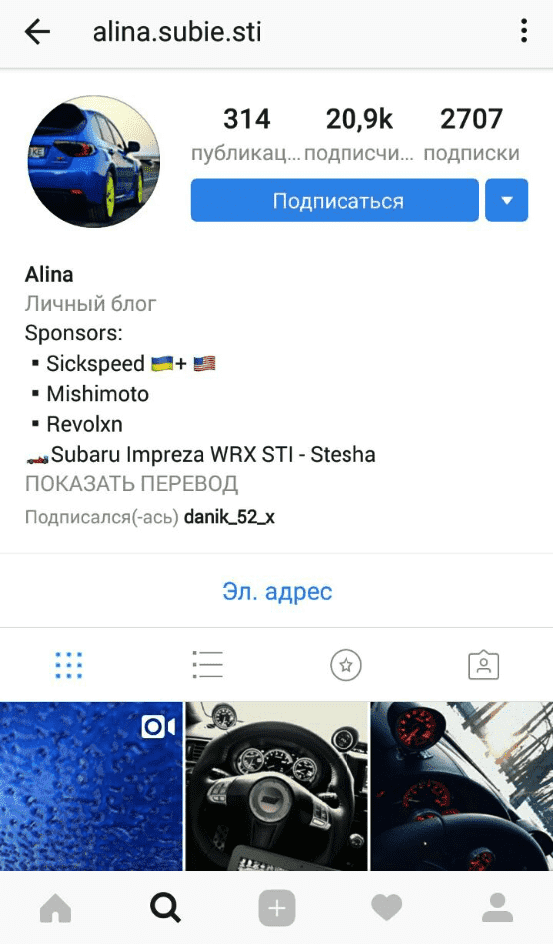 alina.subie.sti
314 20,9k 2707
публикац... подписчи... подписки
Подписаться
Alina
Личный блог
Sponsors:
▪ Sickspeed 🇺🇦+ 🇺🇸
▪ Mishimoto
▪ Revolxn
🏎Subaru Impreza WRX STI - Stesha
ПОКАЗАТЬ ПЕРЕВОД
Подписался(-ась) danik_52_x
Эл. адрес